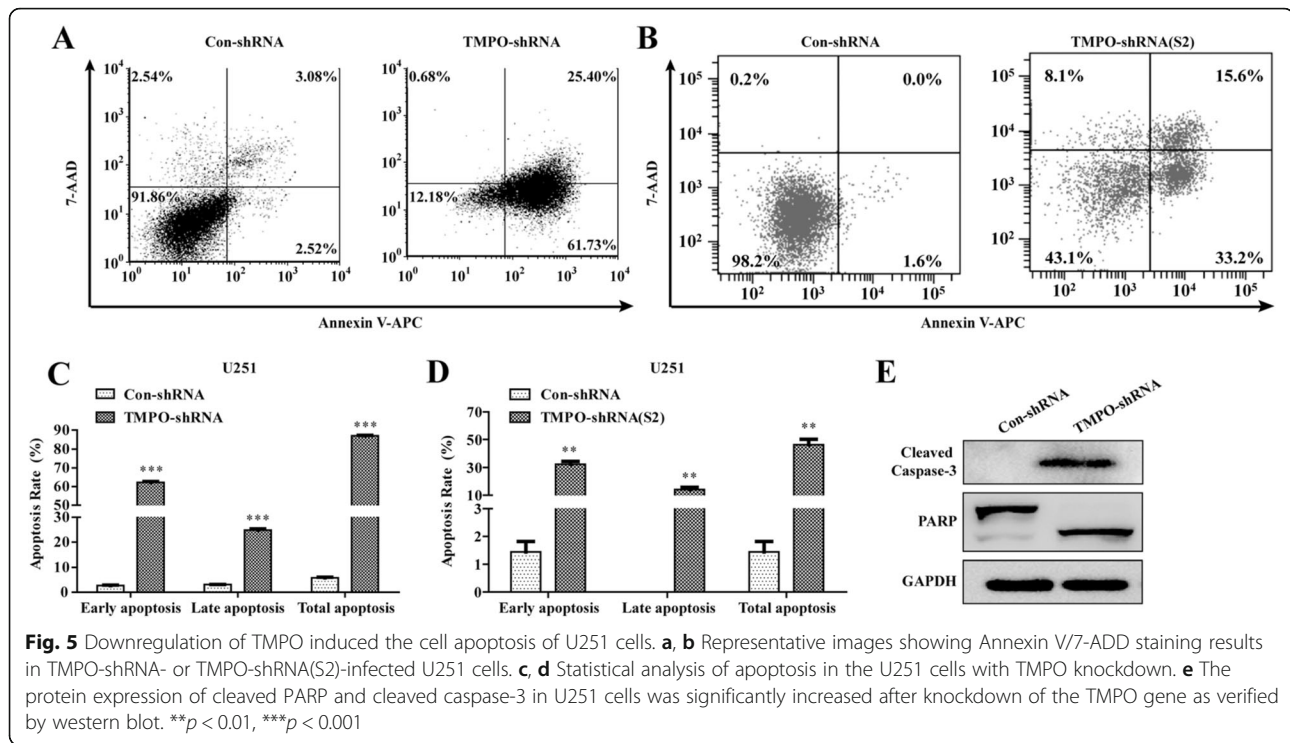 A
B
Con-shRNA
TMPO-shRNA
Con-shRNA
TMPO-shRNA(S2)
7-AAD
10⁴
10³
10²
10¹
10⁰
2.54%
3.08%
91.86%
2.52%
10⁰ 10¹ 10² 10³ 10⁴
10⁴
10³
10²
10¹
10⁰
0.68%
25.40%
12.18%
61.73%
10⁰ 10¹ 10² 10³ 10⁴
Annexin V-APC
7-AAD
10⁵
10⁴
10³
10²
0.2%
0.0%
98.2%
1.6%
10² 10³ 10⁴ 10⁵
10⁵
10⁴
10³
10²
8.1%
15.6%
43.1%
33.2%
10² 10³ 10⁴ 10⁵
Annexin V-APC
C
U251
Con-shRNA
TMPO-shRNA
Apoptosis Rate (%)
90
80
70
60
50
30
20
10
0
***
***
***
Early apoptosis Late apoptosis Total apoptosis
D
U251
Con-shRNA
TMPO-shRNA(S2)
Apoptosis Rate (%)
50
30
10
3
2
1
0
**
**
**
Early apoptosis Late apoptosis Total apoptosis
E
Con-shRNA
TMPO-shRNA
Cleaved
Caspase-3
PARP
GAPDH
Fig. 5 Downregulation of TMPO induced the cell apoptosis of U251 cells. a, b Representative images showing Annexin V/7-ADD staining results
in TMPO-shRNA- or TMPO-shRNA(S2)-infected U251 cells. c, d Statistical analysis of apoptosis in the U251 cells with TMPO knockdown. e The
protein expression of cleaved PARP and cleaved caspase-3 in U251 cells was significantly increased after knockdown of the TMPO gene as verified
by western blot. **p < 0.01, ***p < 0.001